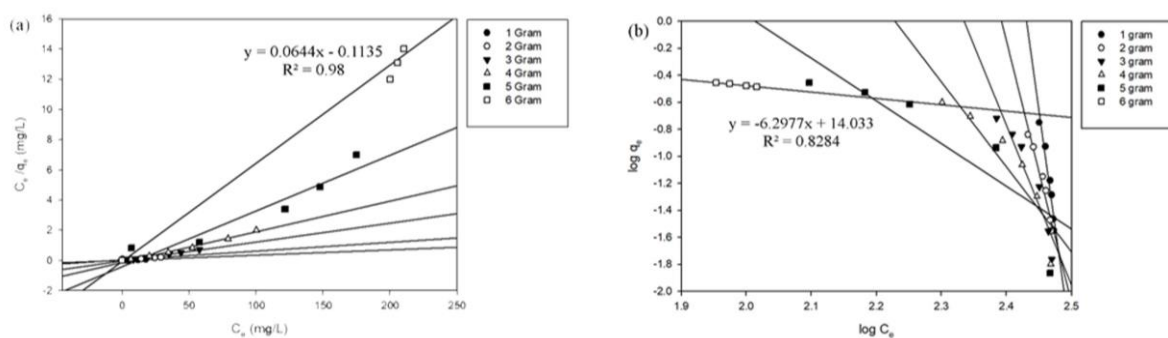 (a)
16
14
12
10
8
6
4
2
0
-2
y = 0.0644x - 0.1135
R² = 0.98
Cₑ /qₑ (mg/L)
0 50 100 150 200 250
Cₑ (mg/L)
1 Gram
2 Gram
3 Gram
4 Gram
5 Gram
6 Gram
(b)
0.0
-0.2
-0.4
-0.6
-0.8
-1.0
-1.2
-1.4
-1.6
-1.8
-2.0
y = -6.2977x + 14.033
R² = 0.8284
log qₑ
1.9 2.0 2.1 2.2 2.3 2.4 2.5
log Cₑ
1 gram
2 gram
3 gram
4 gram
5 gram
6 gram